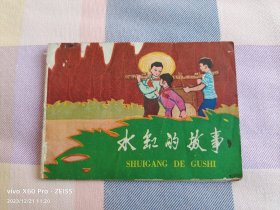 水缸的故事
SHUIGANG DE GUSHI
vivo X60 Pro · ZEISS
2023/12/21 11:20